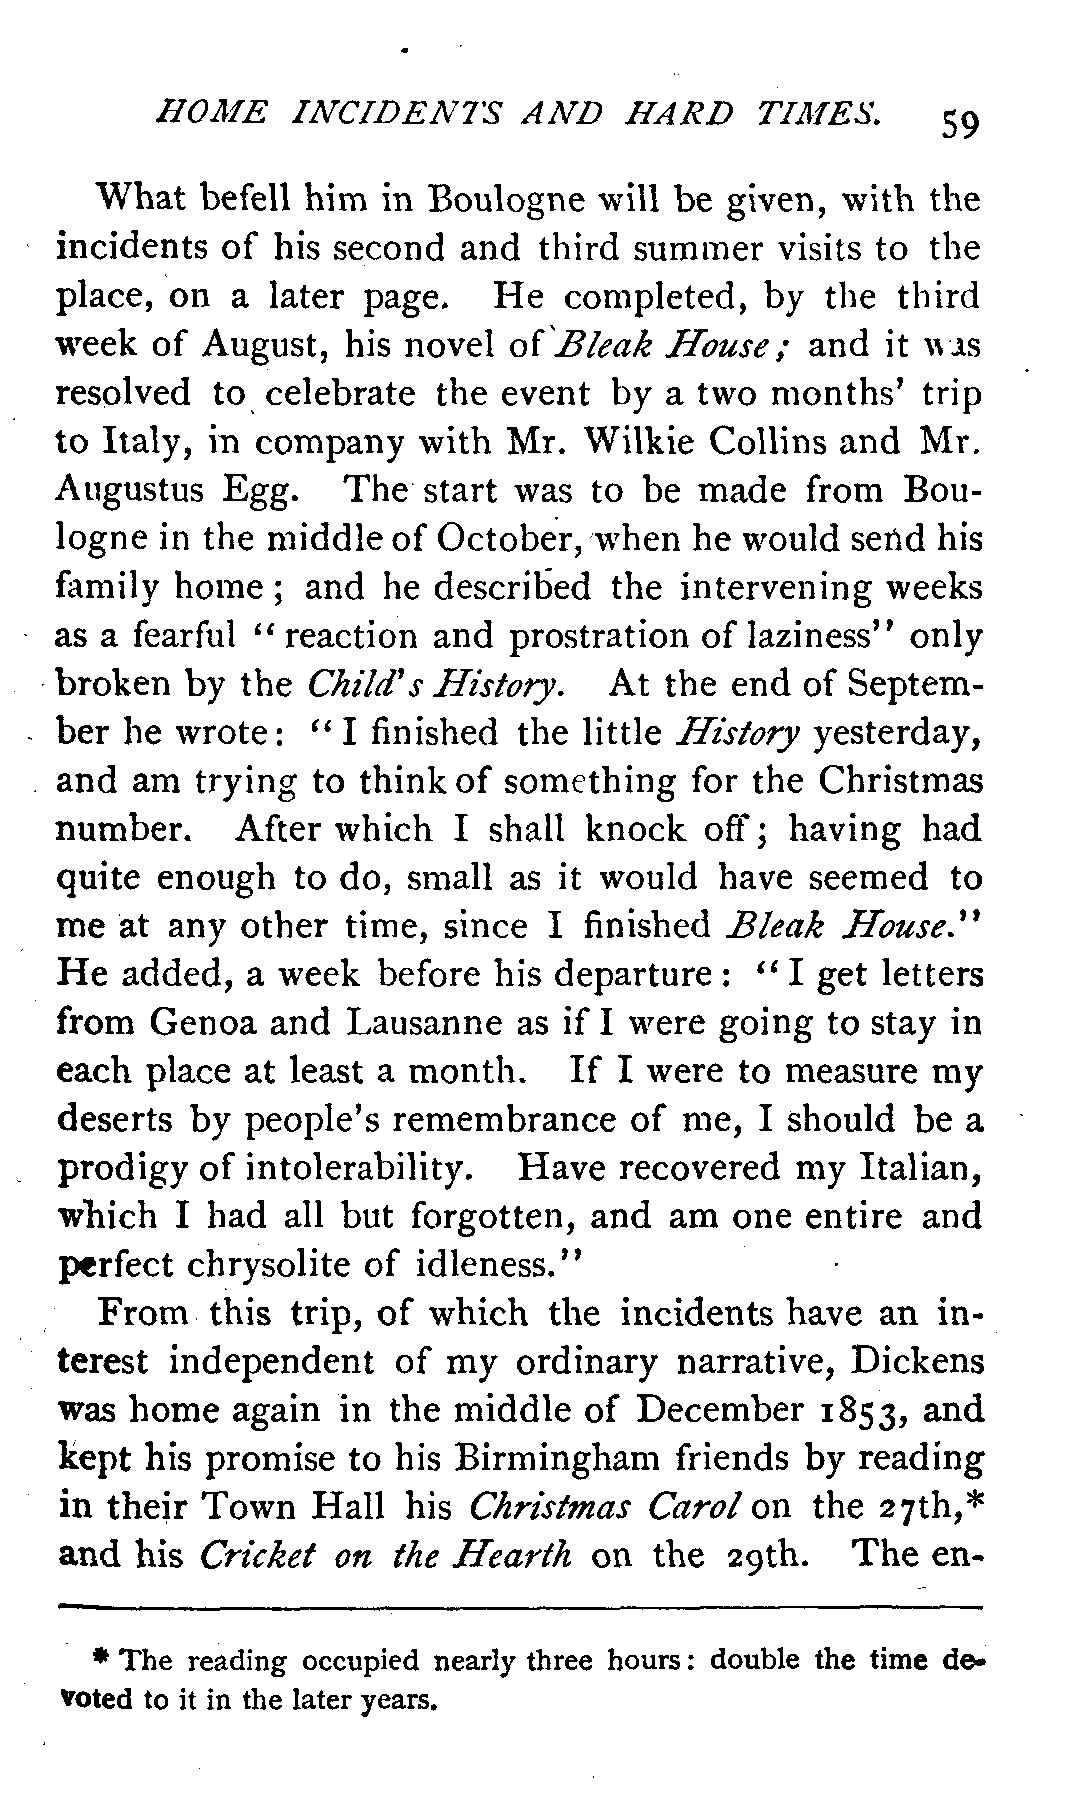 HOME INCIDENTS AND HARD TIMES. 59
What befell him in Boulogne will be given, with the
incidents of his second and third summer visits to the
place, on a later page. He completed, by the third
week of August, his novel of Bleak House; and it was
resolved to celebrate the event by a two months' trip
to Italy, in company with Mr. Wilkie Collins and Mr.
Augustus Egg. The start was to be made from Bou-
logne in the middle of October, when he would send his
family home; and he described the intervening weeks
as a fearful “reaction and prostration of laziness” only
broken by the Child's History. At the end of Septem-
ber he wrote: “I finished the little History yesterday,
and am trying to think of something for the Christmas
number. After which I shall knock off; having had
quite enough to do, small as it would have seemed to
me at any other time, since I finished Bleak House.”
He added, a week before his departure: “I get letters
from Genoa and Lausanne as if I were going to stay in
each place at least a month. If I were to measure my
deserts by people's remembrance of me, I should be a
prodigy of intolerability. Have recovered my Italian,
which I had all but forgotten, and am one entire and
perfect chrysolite of idleness.”
From this trip, of which the incidents have an in-
terest independent of my ordinary narrative, Dickens
was home again in the middle of December 1853, and
kept his promise to his Birmingham friends by reading
in their Town Hall his Christmas Carol on the 27th,*
and his Cricket on the Hearth on the 29th. The en-
* The reading occupied nearly three hours: double the time de-
voted to it in the later years.